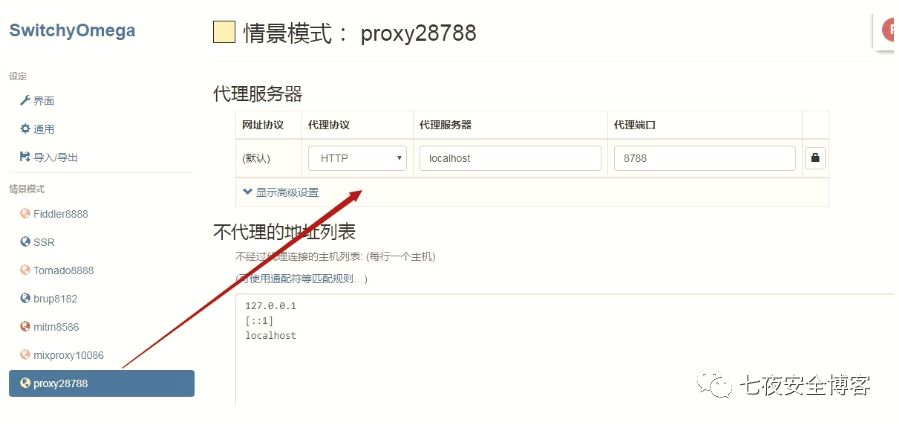 SwitchyOmega
设定
界面
通用
导入/导出
情景模式
Fiddler8888
SSR
Tornado8888
brup8182
mitm8586
mixproxy10086
proxy28788
情景模式： proxy28788
代理服务器
网址协议 代理协议 代理服务器 代理端口
(默认) HTTP localhost 8788
显示高级设置
不代理的地址列表
不经过代理连接的主机列表: (每行一个主机)
(可使用通配符等匹配规则…)
127.0.0.1
[::1]
localhost
七夜安全博客